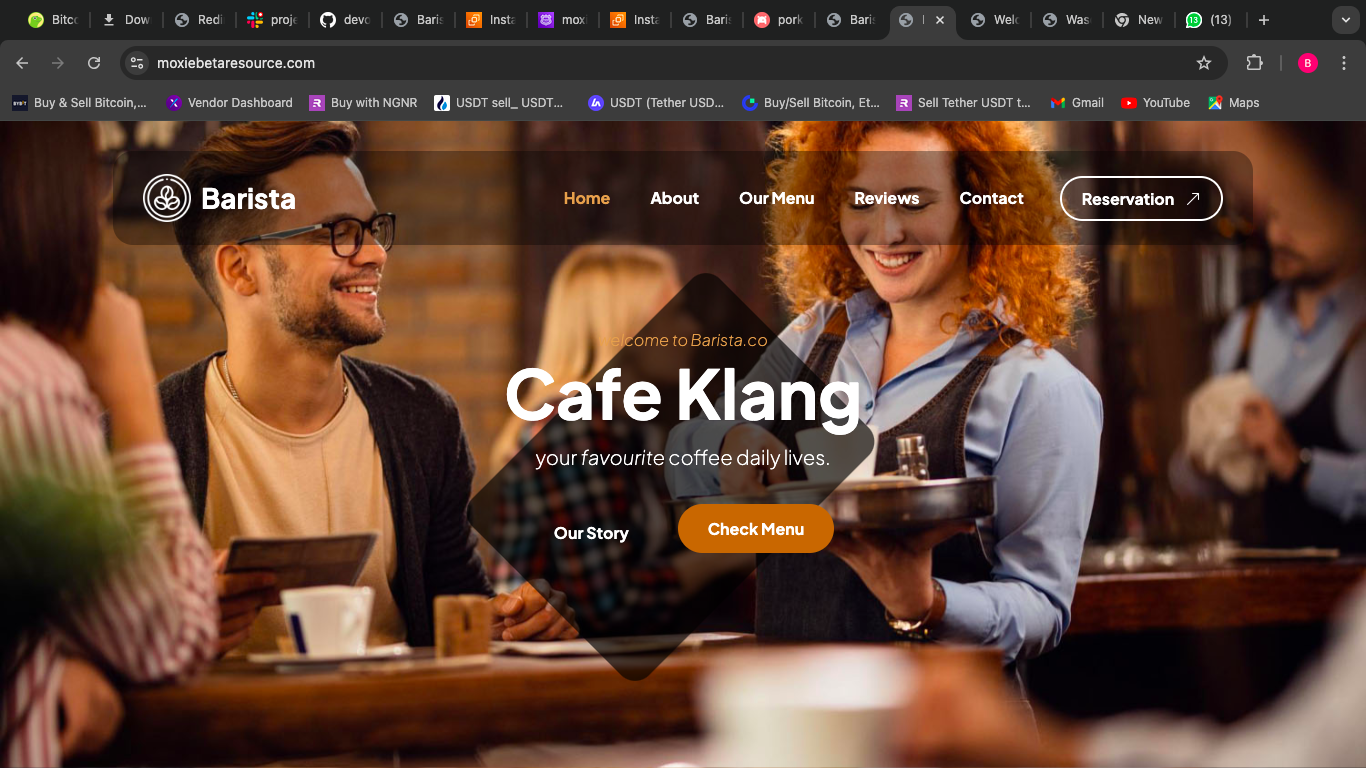 Bitc
Dow
Redi
proje
devo
Baris
Insta
moxi
Insta
Baris
pork
Baris
Welc
Was
New
(13)
moxiebetaresource.com
B
Buy & Sell Bitcoin,...
Vendor Dashboard
Buy with NGNR
USDT sell_ USDT...
USDT (Tether USD...
Buy/Sell Bitcoin, Et...
Sell Tether USDT t...
Gmail
YouTube
Maps
Barista
Home
About
Our Menu
Reviews
Contact
Reservation
elcome to Barista.co
Cafe Klang
your favourite coffee daily lives.
Our Story
Check Menu